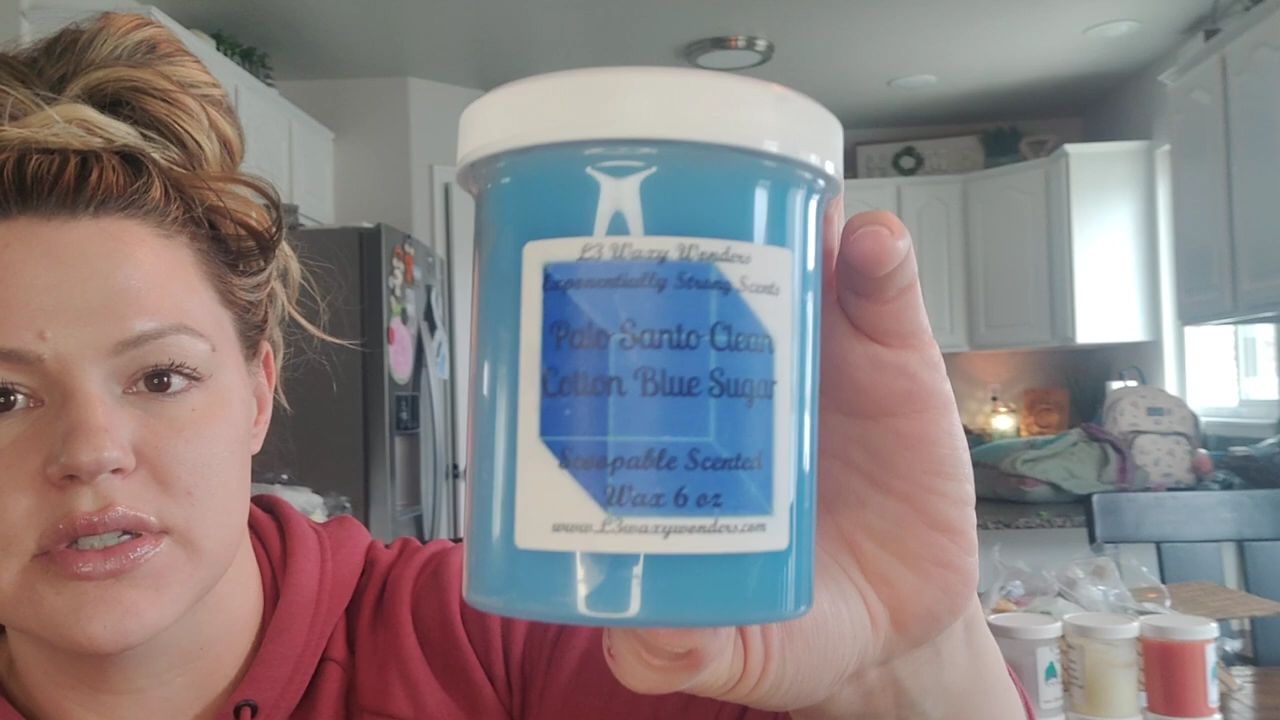 L3 Waxy Wonders
Exponentially Strong Scents
Palo Santo Clean
Cotton Blue Sugar
Scoopable Scented
Wax 6 oz
www.L3waxywonders.com